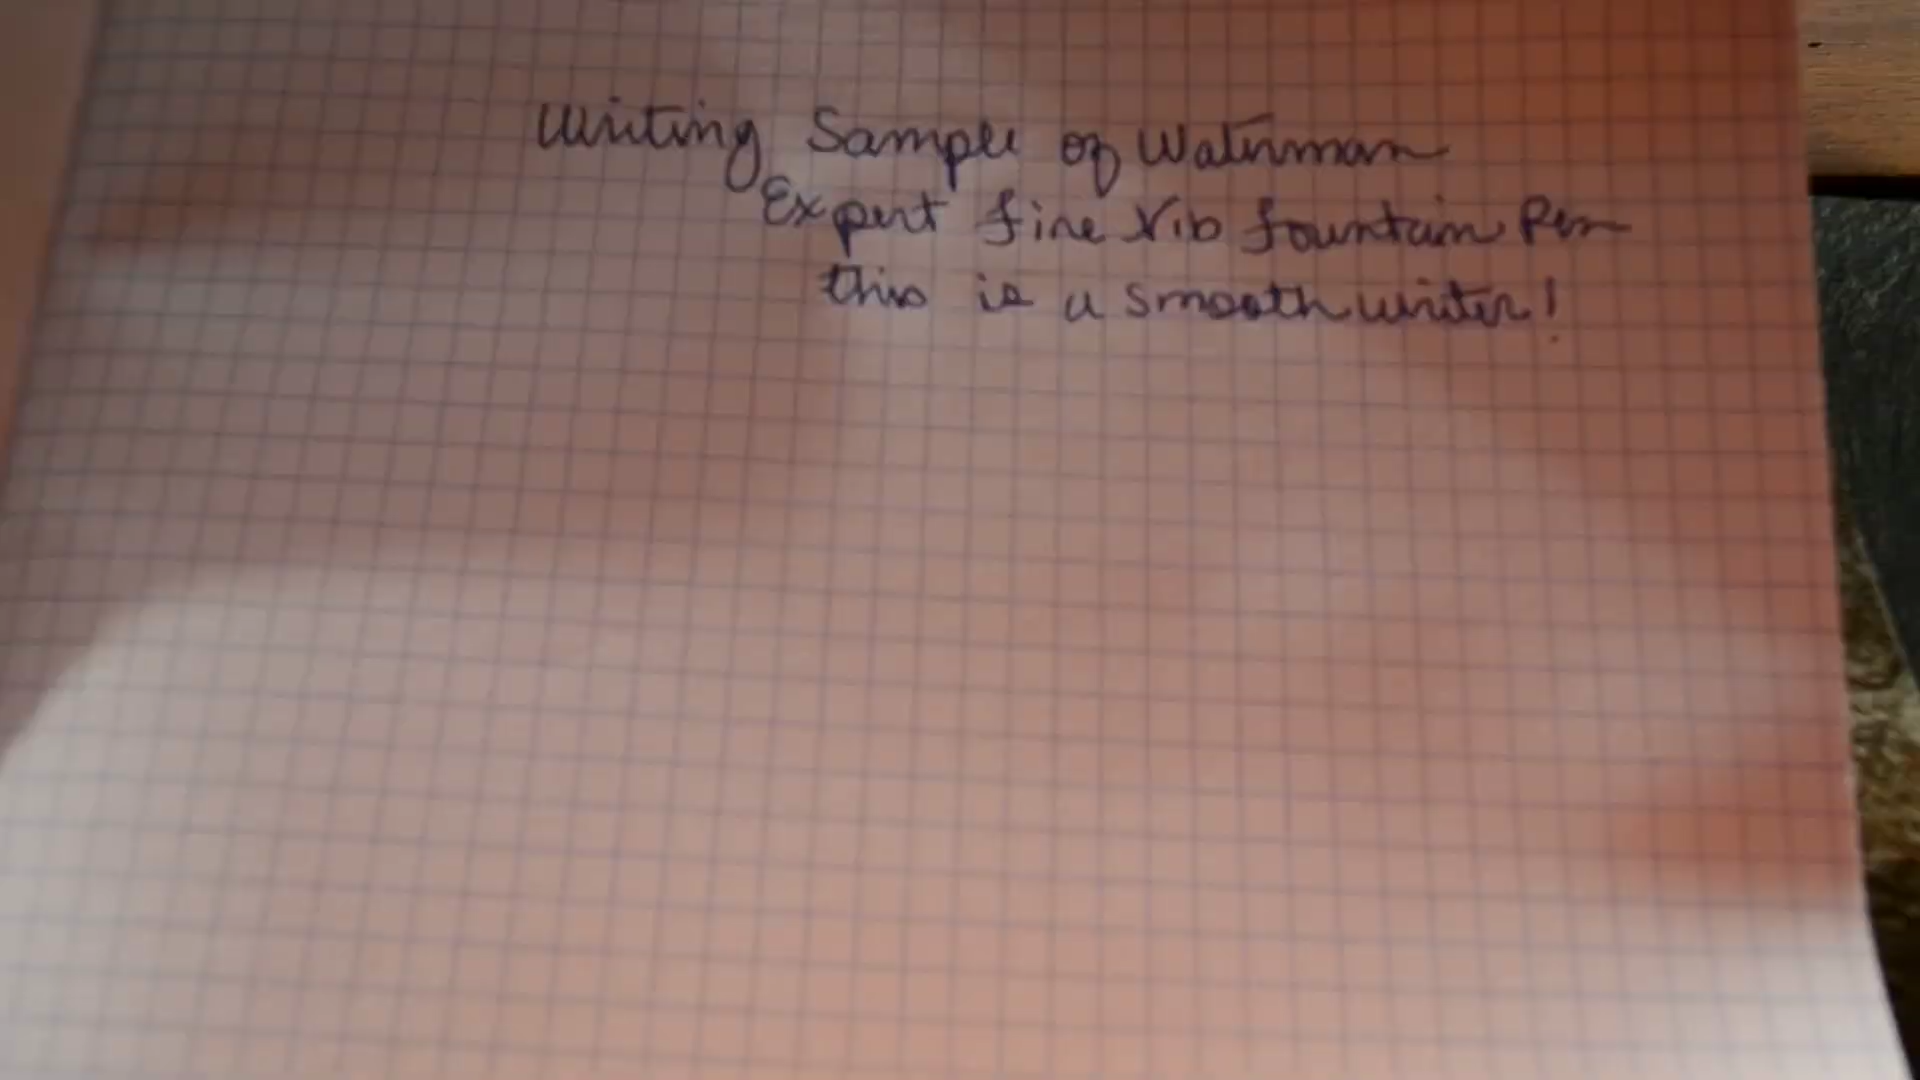 Writing Sample of Waterman
Expert fine Nib fountain Pen
this is a smooth writer!